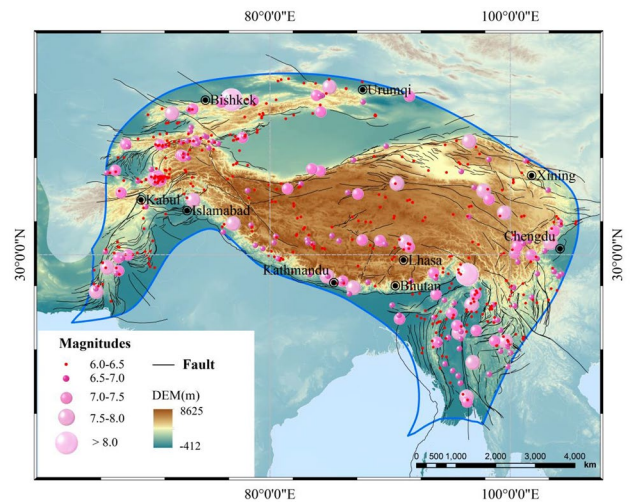 80°0'0"E 100°0'0"E
Urumqi
Bishkek
Xining
Kabul
Islamabad
Chengdu
30°0'0"N 30°0'0"N
Lhasa
Kathmandu
Bhutan
Magnitudes
6.0-6.5 Fault
6.5-7.0
7.0-7.5 DEM(m)
7.5-8.0 8625
> 8.0 -412
0 500 1,000 2,000 3,000 4,000
km
80°0'0"E 100°0'0"E